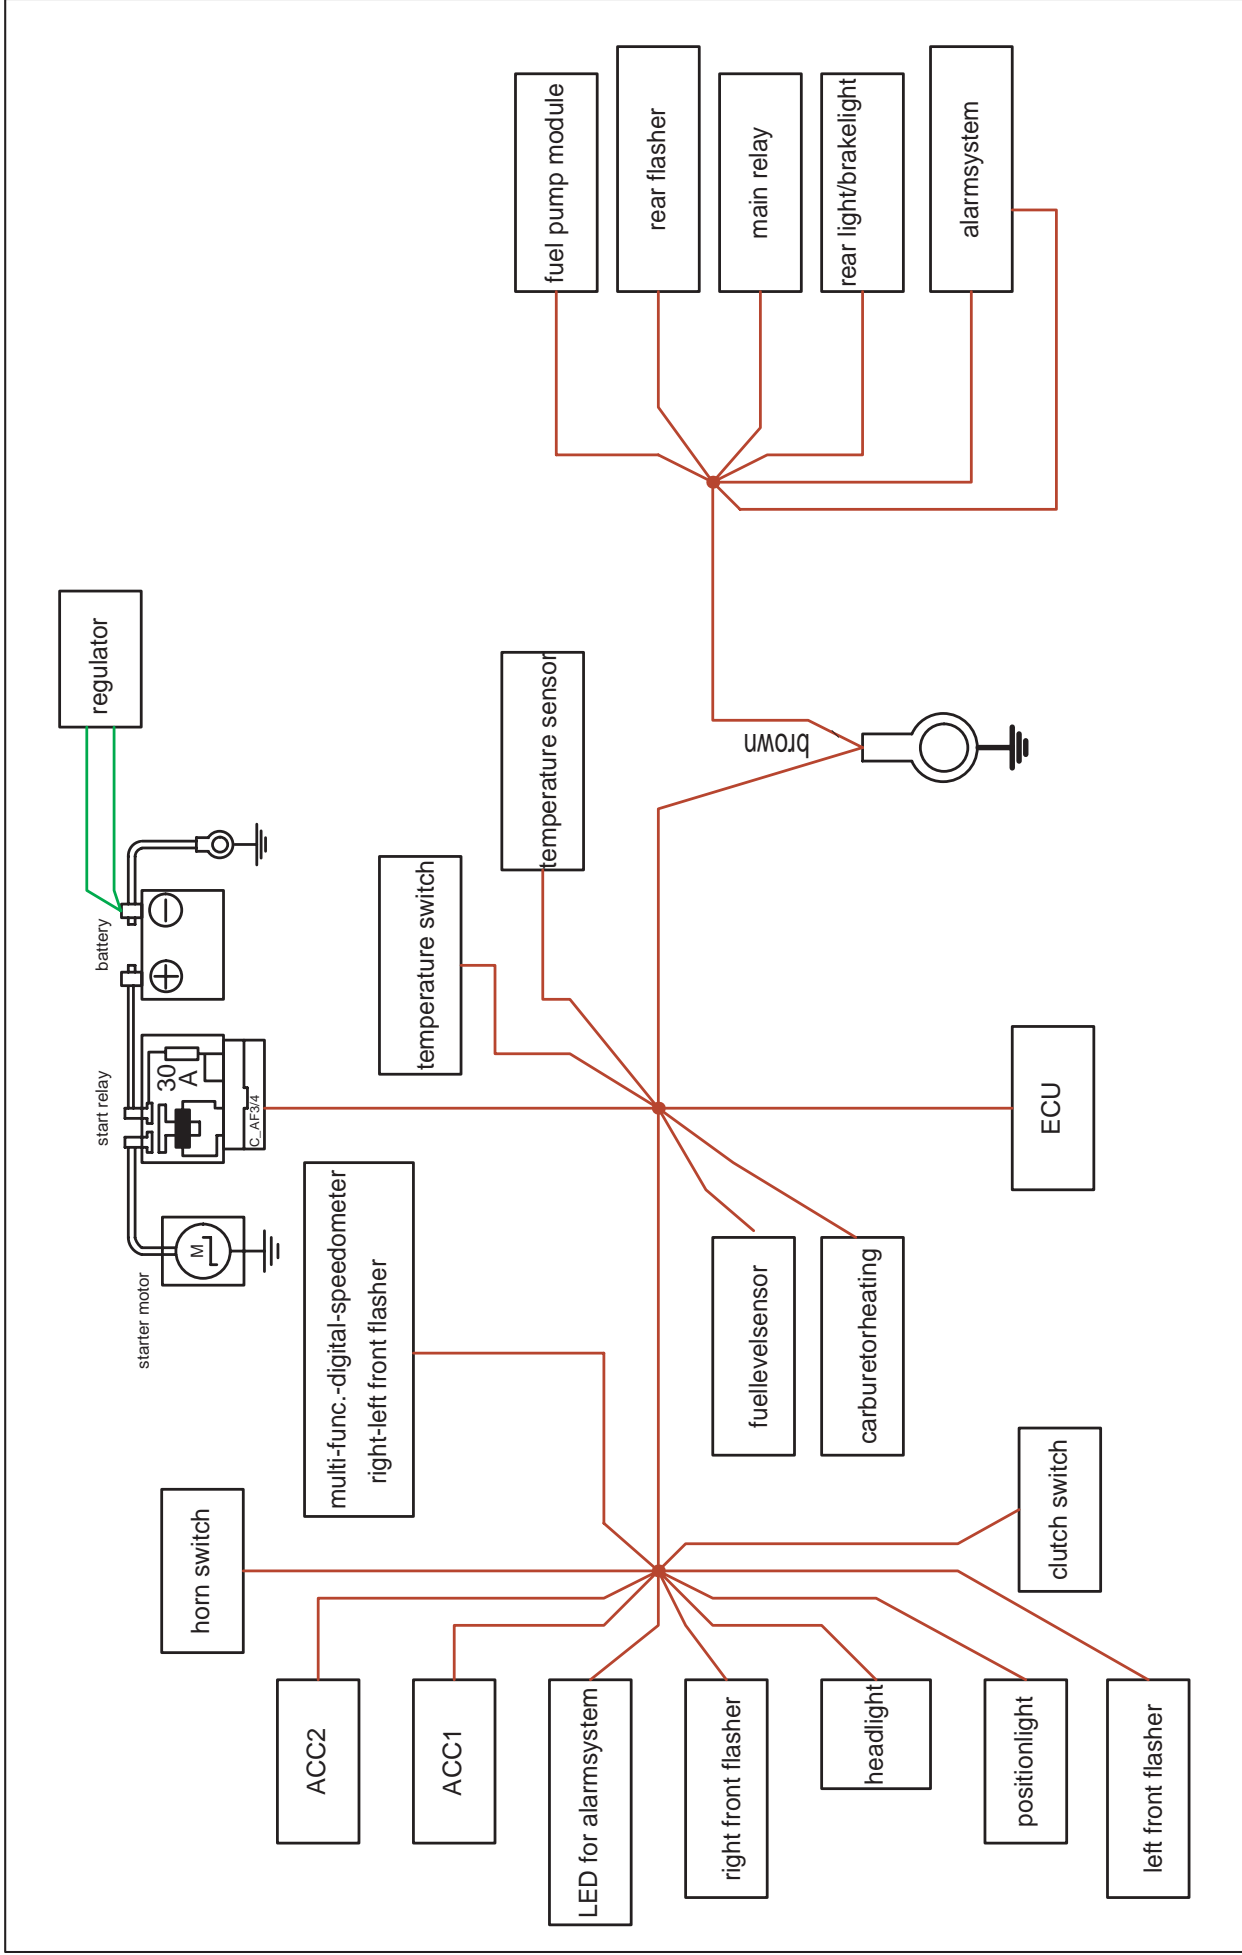 horn switch
ACC2
ACC1
LED for alarmsystem
right front flasher
headlight
positionlight
left front flasher
clutch switch
starter motor
M
multi-func.-digital-speedometer
right-left front flasher
fuellevelsensor
carburetorheating
start relay
30
A
C_AF3/4
ECU
battery
temperature switch
temperature sensor
regulator
brown
fuel pump module
rear flasher
main relay
rear light/brakelight
alarmsystem